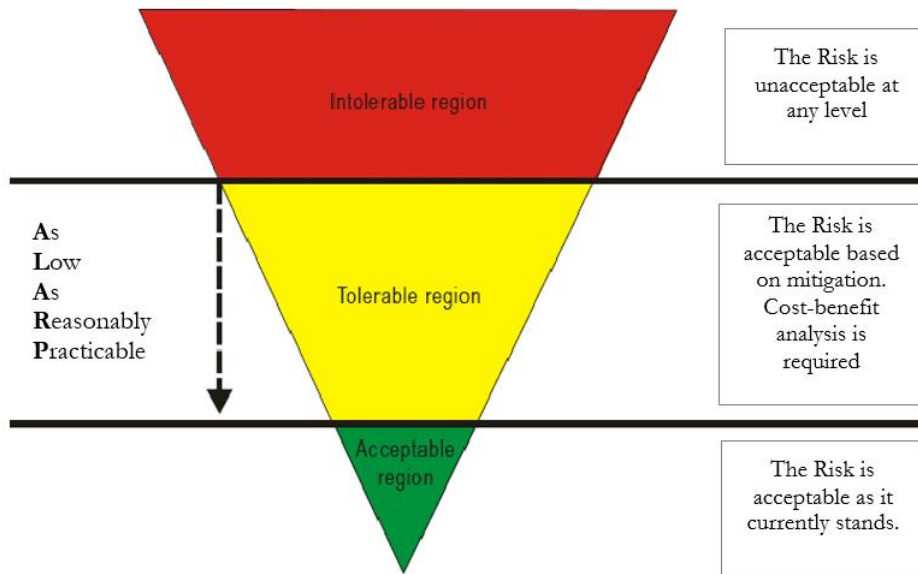 Intolerable region
The Risk is
unacceptable at
any level
As
Low
As
Reasonably
Practicable
Tolerable region
The Risk is
acceptable based
on mitigation.
Cost-benefit
analysis is
required
Acceptable
region
The Risk is
acceptable as it
currently stands.